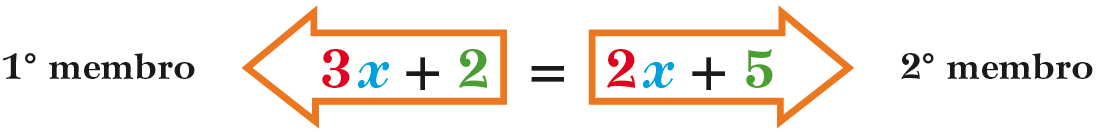 1° membro 3x + 2 = 2x + 5 2° membro